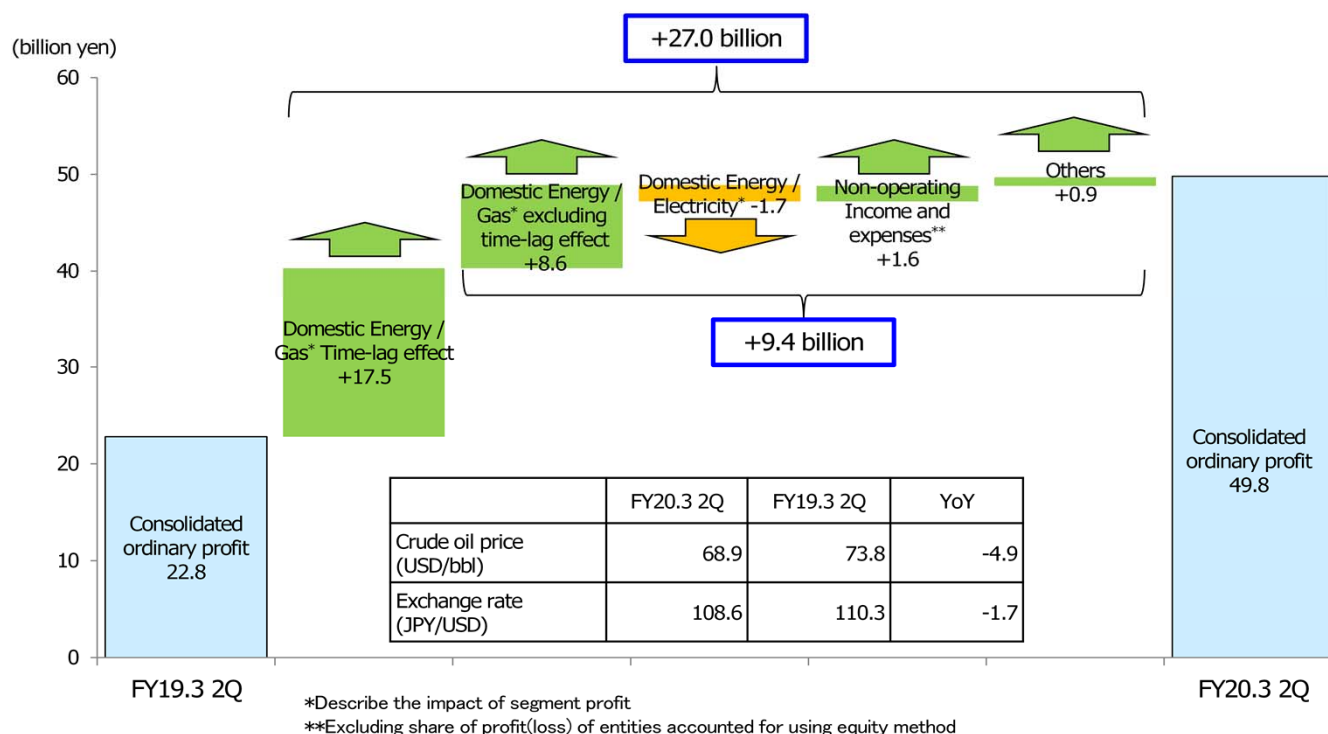 +27.0 billion
(billion yen)
60
50
40
30
20
10
0
Domestic Energy /
Gas* Time-lag effect
+17.5
Domestic Energy /
Gas* excluding
time-lag effect
+8.6
Domestic Energy /
Electricity* -1.7
Non-operating
Income and
expenses**
+1.6
Others
+0.9
+9.4 billion
Consolidated
ordinary profit
22.8
Consolidated
ordinary profit
49.8
FY20.3 2Q FY19.3 2Q YoY
Crude oil price
(USD/bbl) 68.9 73.8 -4.9
Exchange rate
(JPY/USD) 108.6 110.3 -1.7
FY19.3 2Q FY20.3 2Q
*Describe the impact of segment profit
**Excluding share of profit(loss) of entities accounted for using equity method